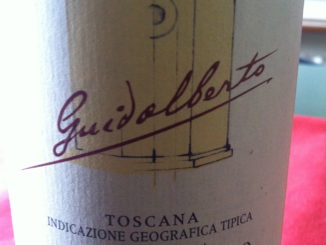 Guidalberto
TOSCANA
INDICAZIONE GEOGRAFICA TIPICA